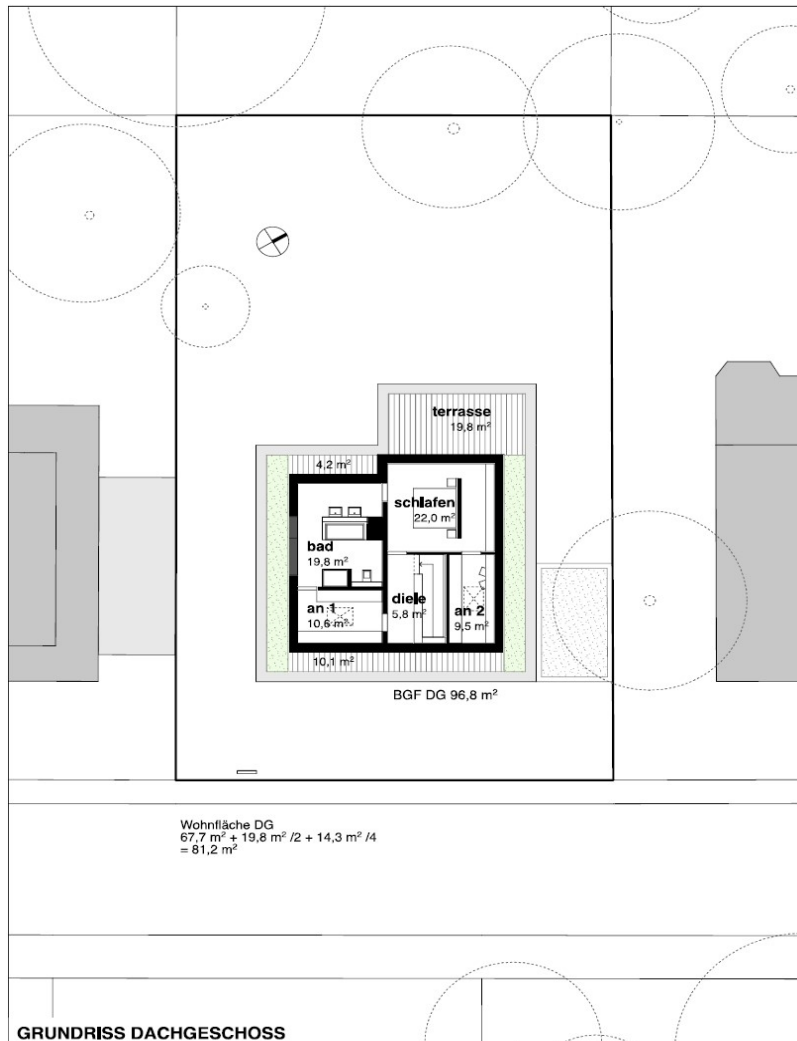 terrasse
19,8 m²
4,2 m²
schlafen
22,0 m²
bad
19,8 m²
an 1
10,6 m²
diele
5,8 m²
an 2
9,5 m²
10,1 m²
BGF DG 96,8 m²
Wohnfläche DG
67,7 m² + 19,8 m² /2 + 14,3 m² /4
= 81,2 m²
GRUNDRISS DACHGESCHOSS